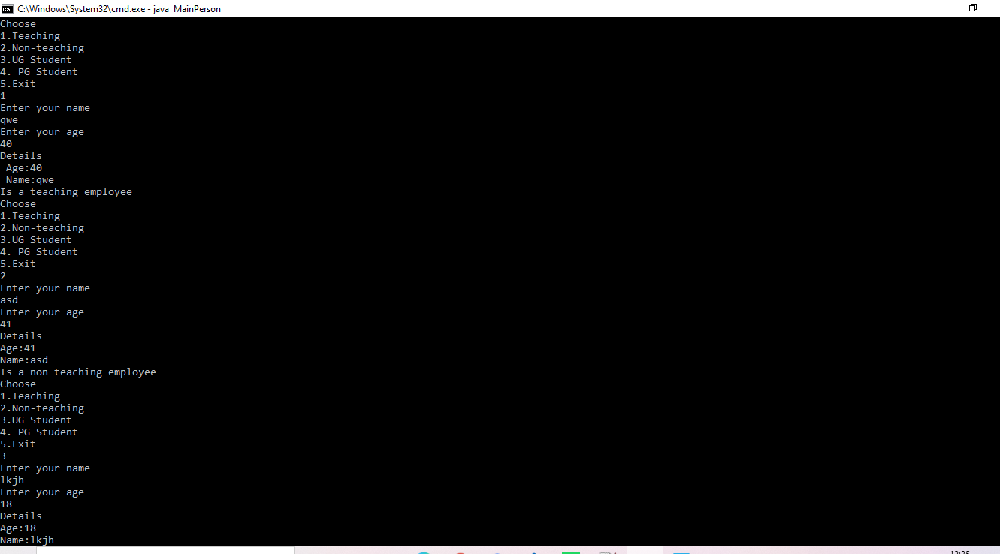 C:\Windows\System32\cmd.exe - java  MainPerson
Choose
1.Teaching
2.Non-teaching
3.UG Student
4. PG Student
5.Exit
1
Enter your name
qwe
Enter your age
40
Details
 Age:40
 Name:qwe
Is a teaching employee
Choose
1.Teaching
2.Non-teaching
3.UG Student
4. PG Student
5.Exit
2
Enter your name
asd
Enter your age
41
Details
Age:41
Name:asd
Is a non teaching employee
Choose
1.Teaching
2.Non-teaching
3.UG Student
4. PG Student
5.Exit
3
Enter your name
lkjh
Enter your age
18
Details
Age:18
Name:lkjh